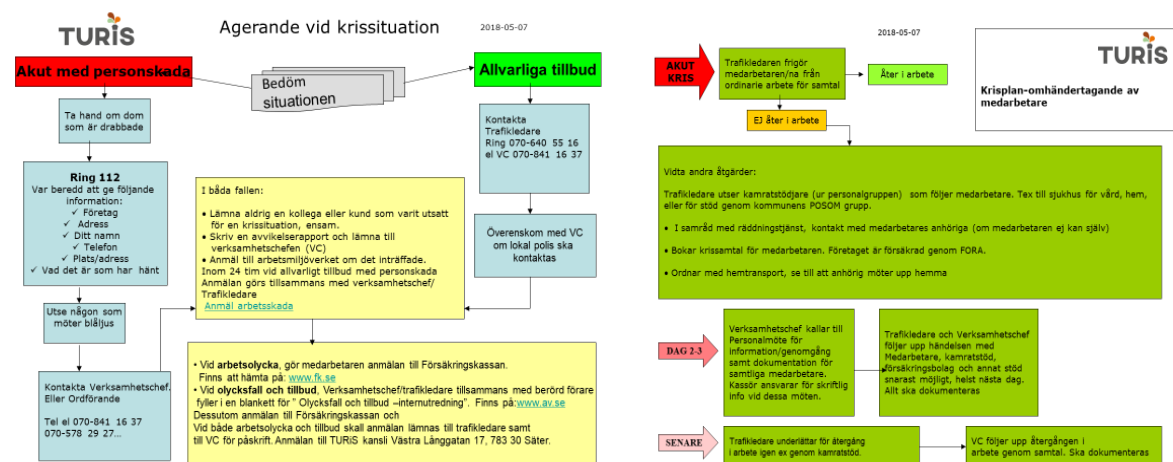 TURiS
Agerande vid krissituation
2018-05-07
Akut med personskada
Bedöm
situationen
Allvarliga tillbud
Ta hand om dom
som är drabbade
Ring 112
Var beredd att ge följande
information:
✓ Företag
✓ Adress
✓ Ditt namn
✓ Telefon
✓ Plats/adress
✓ Vad det är som har hänt
Utse någon som
möter blåljus
Kontakta Verksamhetschef.
Eller Ordförande
Tel el 070-841 16 37
070-578 29 27...
I båda fallen:
• Lämna aldrig en kollega eller kund som varit utsatt
för en krissituation, ensam.
• Skriv en avvikelserapport och lämna till
verksamhetschefen (VC)
• Anmäl till arbetsmiljöverket om det inträffade.
Inom 24 tim vid allvarligt tillbud med personskada
Anmälan görs tillsammans med verksamhetschef/
Trafikledare
Anmäl arbetsskada
Kontakta
Trafikledare
Ring 070-640 55 16
el VC 070-841 16 37
Överenskom med VC
om lokal polis ska
kontaktas
• Vid arbetsolycka, gör medarbetaren anmälan till Försäkringskassan.
Finns att hämta på: www.fk.se
• Vid olycksfall och tillbud, Verksamhetschef/trafikledare tillsammans med berörd förare
fyller i en blankett för " Olycksfall och tillbud –internutredning". Finns på:www.av.se
Dessutom anmälan till Försäkringskassan och
Vid både arbetsolycka och tillbud skall anmälan lämnas till trafikledare samt
till VC för påskrift. Anmälan till TURiS kansli Västra Långgatan 17, 783 30 Säter.
2018-05-07
TURiS
AKUT
KRIS
Trafikledaren frigör
medarbetaren/na från
ordinarie arbete för samtal
Åter i arbete
Krisplan-omhändertagande av
medarbetare
EJ åter i arbete
Vidta andra åtgärder:
Trafikledare utser kamratstödjare (ur personalgruppen) som följer medarbetare. Tex till sjukhus för vård, hem,
eller för stöd genom kommunens POSOM grupp.
• I samråd med räddningstjänst, kontakt med medarbetares anhöriga (om medarbetaren ej kan själv)
• Bokar krissamtal för medarbetaren. Företaget är försäkrad genom FORA.
• Ordnar med hemtransport, se till att anhörig möter upp hemma
DAG 2-3
Verksamhetschef kallar till
Personalmöte för
information/genomgång
samt dokumentation för
samtliga medarbetare.
Kassör ansvarar för skriftlig
info vid dessa möten.
Trafikledare och Verksamhetschef
följer upp händelsen med
Medarbetare, kamratstöd,
försäkringsbolag och annat stöd
snarast möjligt, helst nästa dag.
Allt ska dokumenteras
SENARE
Trafikledare underlättar för återgång
i arbete igen ex genom kamratstöd.
VC följer upp återgången i
arbete genom samtal. Ska dokumenteras